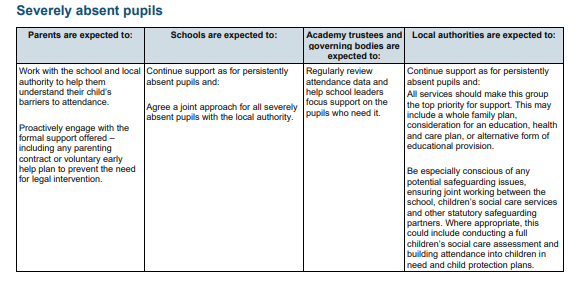 Severely absent pupils
Parents are expected to:
Schools are expected to:
Academy trustees and
governing bodies are
expected to:
Local authorities are expected to:
Work with the school and local
authority to help them
understand their child's
barriers to attendance.
Proactively engage with the
formal support offered –
including any parenting
contract or voluntary early
help plan to prevent the need
for legal intervention.
Continue support as for persistently
absent pupils and:
Agree a joint approach for all severely
absent pupils with the local authority.
Regularly review
attendance data and
help school leaders
focus support on the
pupils who need it.
Continue support as for persistently
absent pupils and:
All services should make this group
the top priority for support. This may
include a whole family plan,
consideration for an education, health
and care plan, or alternative form of
educational provision.
Be especially conscious of any
potential safeguarding issues,
ensuring joint working between the
school, children's social care services
and other statutory safeguarding
partners. Where appropriate, this
could include conducting a full
children's social care assessment and
building attendance into children in
need and child protection plans.